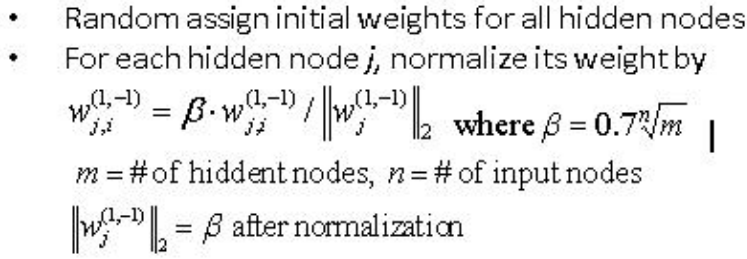 • Random assign initial weights for all hidden nodes
• For each hidden node j, normalize its weight by
w_{j,i}^{(1,-1)} = β · w_{j,i}^{(1,-1)} / ‖w_j^{(1,-1)}‖_2 where β = 0.7 ⁿ√m
m = # of hiddent nodes, n = # of input nodes
‖w_j^{(1,-1)}‖_2 = β after normalization